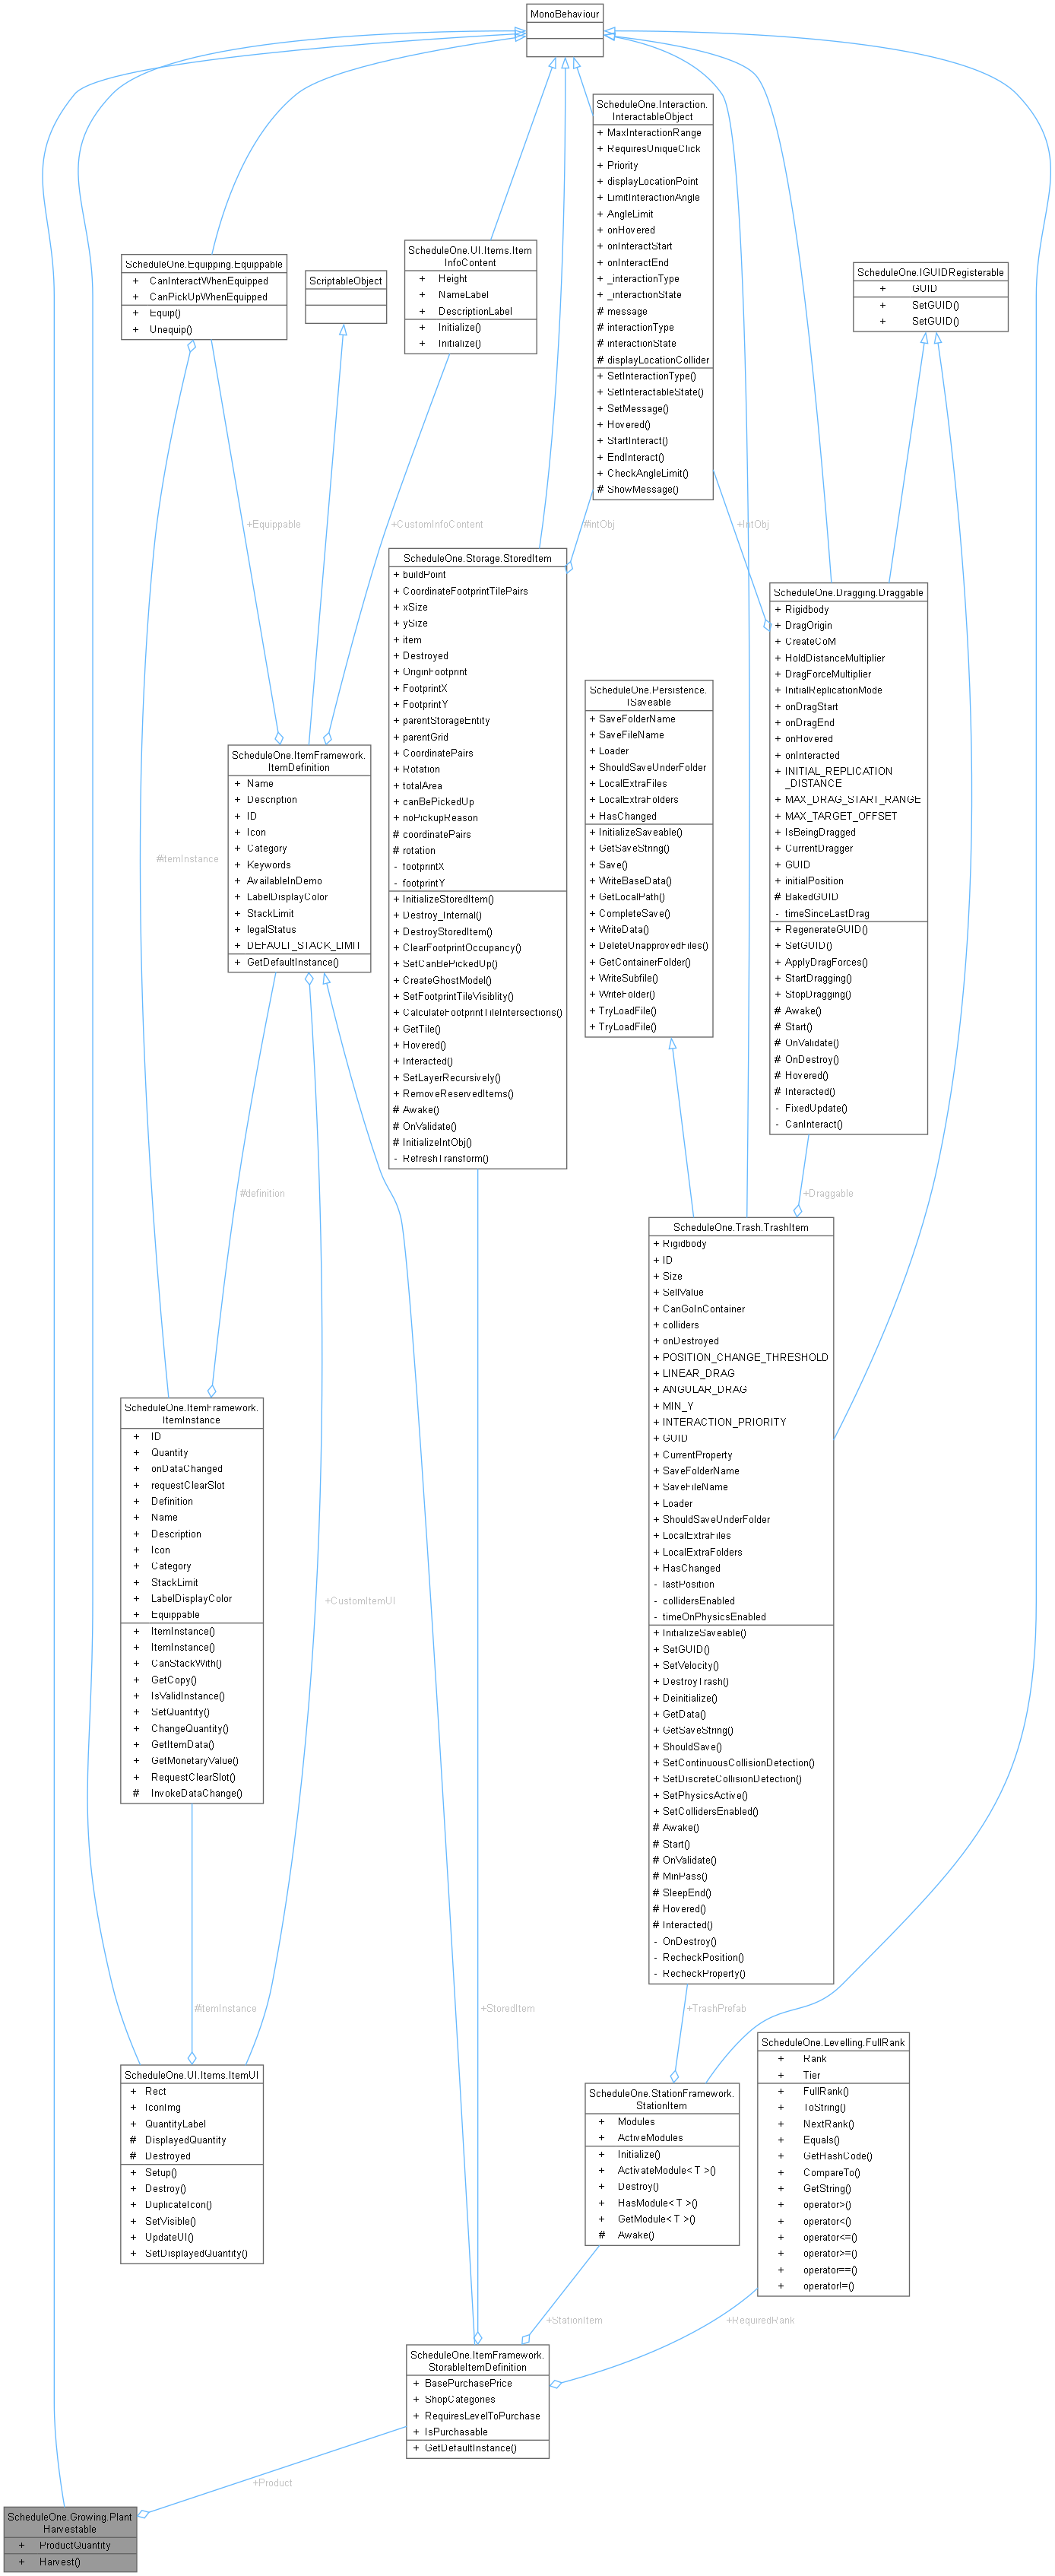 MonoBehaviour
ScheduleOne.Interaction.
InteractableObject
+ MaxInteractionRange
+ RequiresUniqueClick
+ Priority
+ displayLocationPoint
+ LimitInteractionAngle
+ AngleLimit
+ onHovered
+ onInteractStart
+ onInteractEnd
+ _interactionType
+ _interactionState
# message
# interactionType
# interactionState
# displayLocationCollider
+ SetInteractionType()
+ SetInteractableState()
+ SetMessage()
+ Hovered()
+ StartInteract()
+ EndInteract()
+ CheckAngleLimit()
# ShowMessage()
ScheduleOne.Equipping.Equippable
+ CanInteractWhenEquipped
+ CanPickUpWhenEquipped
+ Equip()
+ Unequip()
ScriptableObject
ScheduleOne.UI.Items.Item
InfoContent
+ Height
+ NameLabel
+ DescriptionLabel
+ Initialize()
+ Initialize()
ScheduleOne.IGUIDRegisterable
+ GUID
+ SetGUID()
+ SetGUID()
+Equippable
+CustomInfoContent
#intObj
+IntObj
ScheduleOne.Storage.StoredItem
+ buildPoint
+ CoordinateFootprintTilePairs
+ xSize
+ ySize
+ item
+ Destroyed
+ OriginFootprint
+ FootprintX
+ FootprintY
+ parentStorageEntity
+ parentGrid
+ CoordinatePairs
+ Rotation
+ totalArea
+ canBePickedUp
+ noPickupReason
# coordinatePairs
# rotation
- footprintX
- footprintY
+ InitializeStoredItem()
+ Destroy_Internal()
+ DestroyStoredItem()
+ ClearFootprintOccupancy()
+ SetCanBePickedUp()
+ CreateGhostModel()
+ SetFootprintTileVisiblity()
+ CalculateFootprintTileIntersections()
+ GetTile()
+ Hovered()
+ Interacted()
+ SetLayerRecursively()
+ RemoveReservedItems()
# Awake()
# OnValidate()
# InitializeIntObj()
- RefreshTransform()
ScheduleOne.Dragging.Draggable
+ Rigidbody
+ DragOrigin
+ CreateCoM
+ HoldDistanceMultiplier
+ DragForceMultiplier
+ InitialReplicationMode
+ onDragStart
+ onDragEnd
+ onHovered
+ onInteracted
+ INITIAL_REPLICATION
_DISTANCE
+ MAX_DRAG_START_RANGE
+ MAX_TARGET_OFFSET
+ IsBeingDragged
+ CurrentDragger
+ GUID
+ initialPosition
# BakedGUID
- timeSinceLastDrag
+ RegenerateGUID()
+ SetGUID()
+ ApplyDragForces()
+ StartDragging()
+ StopDragging()
# Awake()
# Start()
# OnValidate()
# OnDestroy()
# Hovered()
# Interacted()
- FixedUpdate()
- CanInteract()
ScheduleOne.Persistence.
ISaveable
+ SaveFolderName
+ SaveFileName
+ Loader
+ ShouldSaveUnderFolder
+ LocalExtraFiles
+ LocalExtraFolders
+ HasChanged
+ InitializeSaveable()
+ GetSaveString()
+ Save()
+ WriteBaseData()
+ GetLocalPath()
+ CompleteSave()
+ WriteData()
+ DeleteUnapprovedFiles()
+ GetContainerFolder()
+ WriteSubfile()
+ WriteFolder()
+ TryLoadFile()
+ TryLoadFile()
ScheduleOne.ItemFramework.
ItemDefinition
+ Name
+ Description
+ ID
+ Icon
+ Category
+ Keywords
+ AvailableInDemo
+ LabelDisplayColor
+ StackLimit
+ legalStatus
+ DEFAULT_STACK_LIMIT
+ GetDefaultInstance()
#itemInstance
#definition
+Draggable
ScheduleOne.Trash.TrashItem
+ Rigidbody
+ ID
+ Size
+ SellValue
+ CanGoInContainer
+ colliders
+ onDestroyed
+ POSITION_CHANGE_THRESHOLD
+ LINEAR_DRAG
+ ANGULAR_DRAG
+ MIN_Y
+ INTERACTION_PRIORITY
+ GUID
+ CurrentProperty
+ SaveFolderName
+ SaveFileName
+ Loader
+ ShouldSaveUnderFolder
+ LocalExtraFiles
+ LocalExtraFolders
+ HasChanged
- lastPosition
- collidersEnabled
- timeOnPhysicsEnabled
+ InitializeSaveable()
+ SetGUID()
+ SetVelocity()
+ DestroyTrash()
+ Deinitialize()
+ GetData()
+ GetSaveString()
+ ShouldSave()
+ SetContinuousCollisionDetection()
+ SetDiscreteCollisionDetection()
+ SetPhysicsActive()
+ SetCollidersEnabled()
# Awake()
# Start()
# OnValidate()
# MinPass()
# SleepEnd()
# Hovered()
# Interacted()
- OnDestroy()
- RecheckPosition()
- RecheckProperty()
ScheduleOne.ItemFramework.
ItemInstance
+ ID
+ Quantity
+ onDataChanged
+ requestClearSlot
+ Definition
+ Name
+ Description
+ Icon
+ Category
+ StackLimit
+ LabelDisplayColor
+ Equippable
+ ItemInstance()
+ ItemInstance()
+ CanStackWith()
+ GetCopy()
+ IsValidInstance()
+ SetQuantity()
+ ChangeQuantity()
+ GetItemData()
+ GetMonetaryValue()
+ RequestClearSlot()
# InvokeDataChange()
+CustomItemUI
#itemInstance
+StoredItem
+TrashPrefab
ScheduleOne.UI.Items.ItemUI
+ Rect
+ IconImg
+ QuantityLabel
# DisplayedQuantity
# Destroyed
+ Setup()
+ Destroy()
+ DuplicateIcon()
+ SetVisible()
+ UpdateUI()
+ SetDisplayedQuantity()
ScheduleOne.StationFramework.
StationItem
+ Modules
+ ActiveModules
+ Initialize()
+ ActivateModule< T >()
+ Destroy()
+ HasModule< T >()
+ GetModule< T >()
# Awake()
ScheduleOne.Levelling.FullRank
+ Rank
+ Tier
+ FullRank()
+ ToString()
+ NextRank()
+ Equals()
+ GetHashCode()
+ CompareTo()
+ GetString()
+ operator>()
+ operator<()
+ operator<=()
+ operator>=()
+ operator==()
+ operator!=()
+StationItem
+RequiredRank
ScheduleOne.ItemFramework.
StorableItemDefinition
+ BasePurchasePrice
+ ShopCategories
+ RequiresLevelToPurchase
+ IsPurchasable
+ GetDefaultInstance()
+Product
ScheduleOne.Growing.Plant
Harvestable
+ ProductQuantity
+ Harvest()